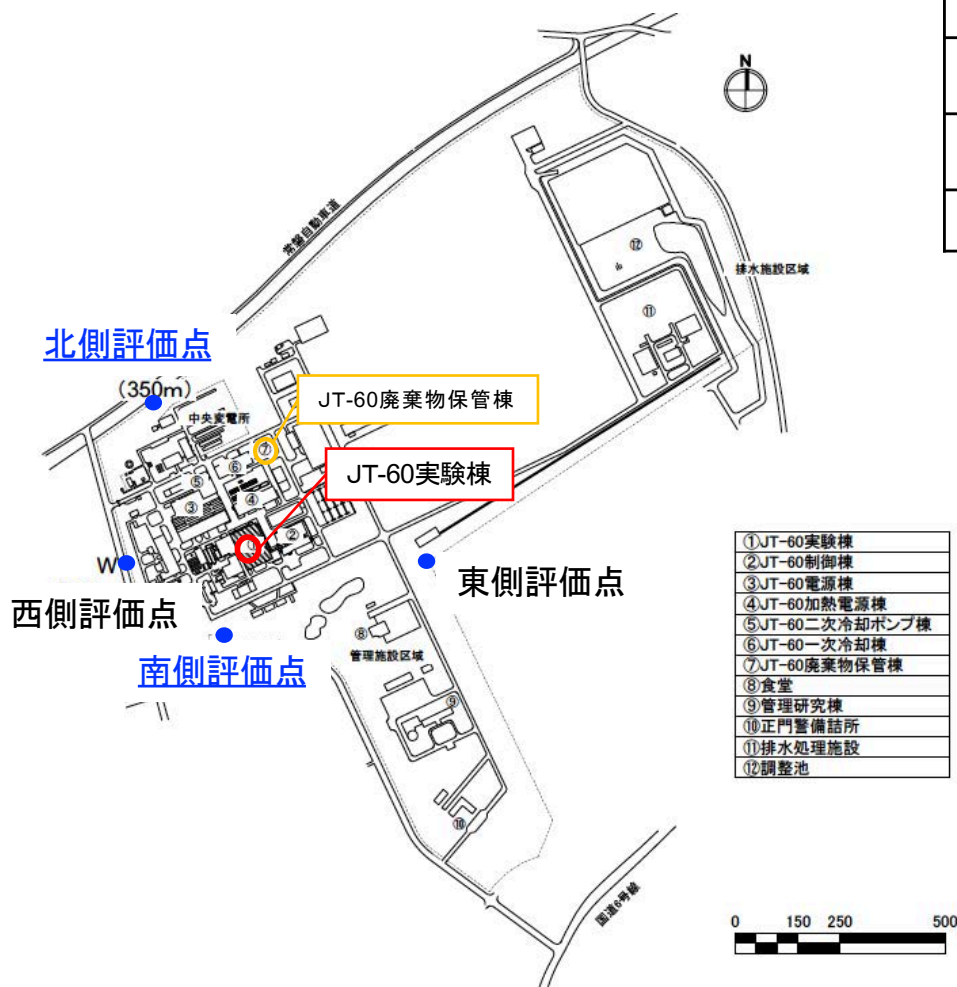 N
常磐自動車道
⑫
排水施設区域
⑪
北側評価点
(350m)
中央変電所
JT-60廃棄物保管棟
⑦
⑥
⑤
JT-60実験棟
④
③
②
W
東側評価点
西側評価点
南側評価点
⑧
管理施設区域
⑨
⑩
国道6号線
①JT-60実験棟
②JT-60制御棟
③JT-60電源棟
④JT-60加熱電源棟
⑤JT-60二次冷却ポンプ棟
⑥JT-60一次冷却棟
⑦JT-60廃棄物保管棟
⑧食堂
⑨管理研究棟
⑩正門警備詰所
⑪排水処理施設
⑫調整池
0 150 250 500